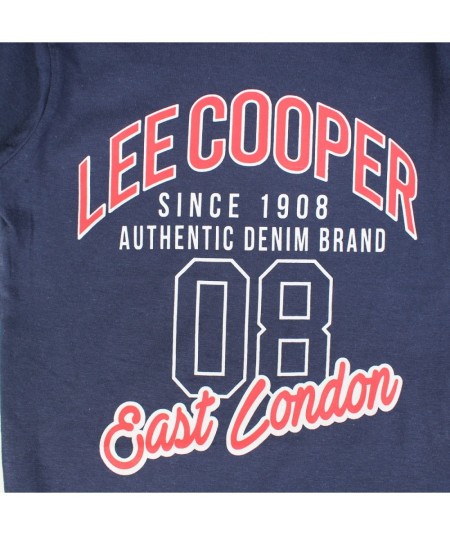 LEE COOPER
SINCE 1908
AUTHENTIC DENIM BRAND
08
East London